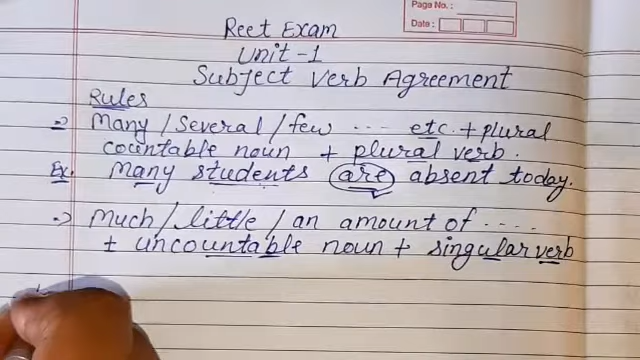 Page No.:
Date:
Reet Exam
Unit-1
Subject Verb Agreement
Rules
=> Many / Several / few ... etc. + plural
countable noun + plural verb.
Ex. Many students are absent today.
=> Much / little / an amount of ....
+ uncountable noun + singular verb